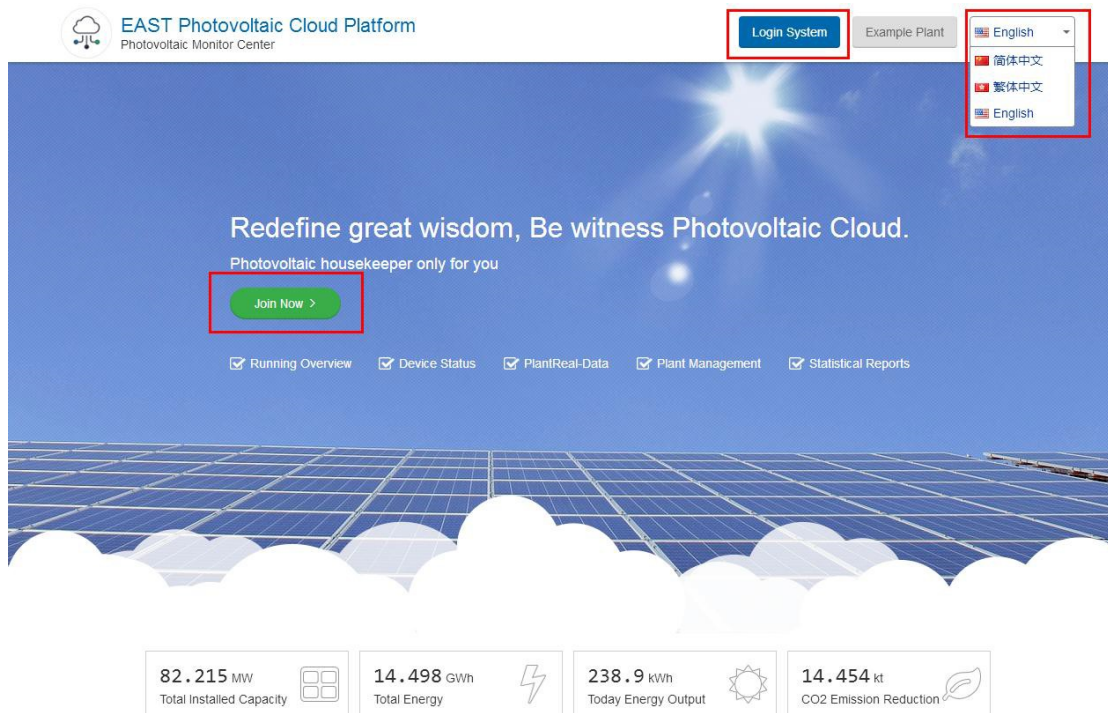 EAST Photovoltaic Cloud Platform
Photovoltaic Monitor Center
Login System
Example Plant
English
简体中文
繁体中文
English
Redefine great wisdom, Be witness Photovoltaic Cloud.
Photovoltaic housekeeper only for you
Join Now >
Running Overview
Device Status
PlantReal-Data
Plant Management
Statistical Reports
82.215 MW
Total Installed Capacity
14.498 GWh
Total Energy
238.9 kWh
Today Energy Output
14.454 kt
CO2 Emission Reduction